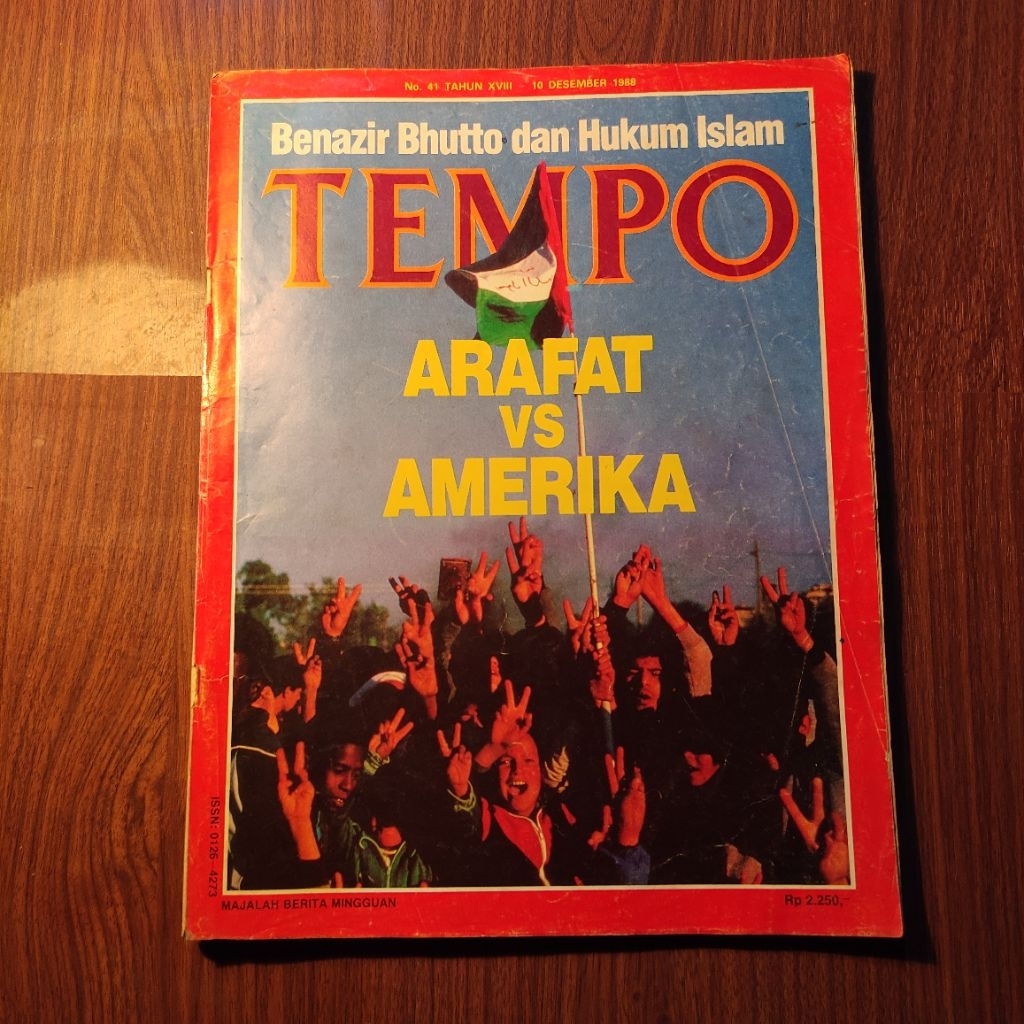 No. 41 TAHUN XVIII 10 DESEMBER 1988
Benazir Bhutto dan Hukum Islam
TEMPO
ARAFAT
VS
AMERIKA
ISSN: 0126-4273
MAJALAH BERITA MINGGUAN
Rp 2.250,-